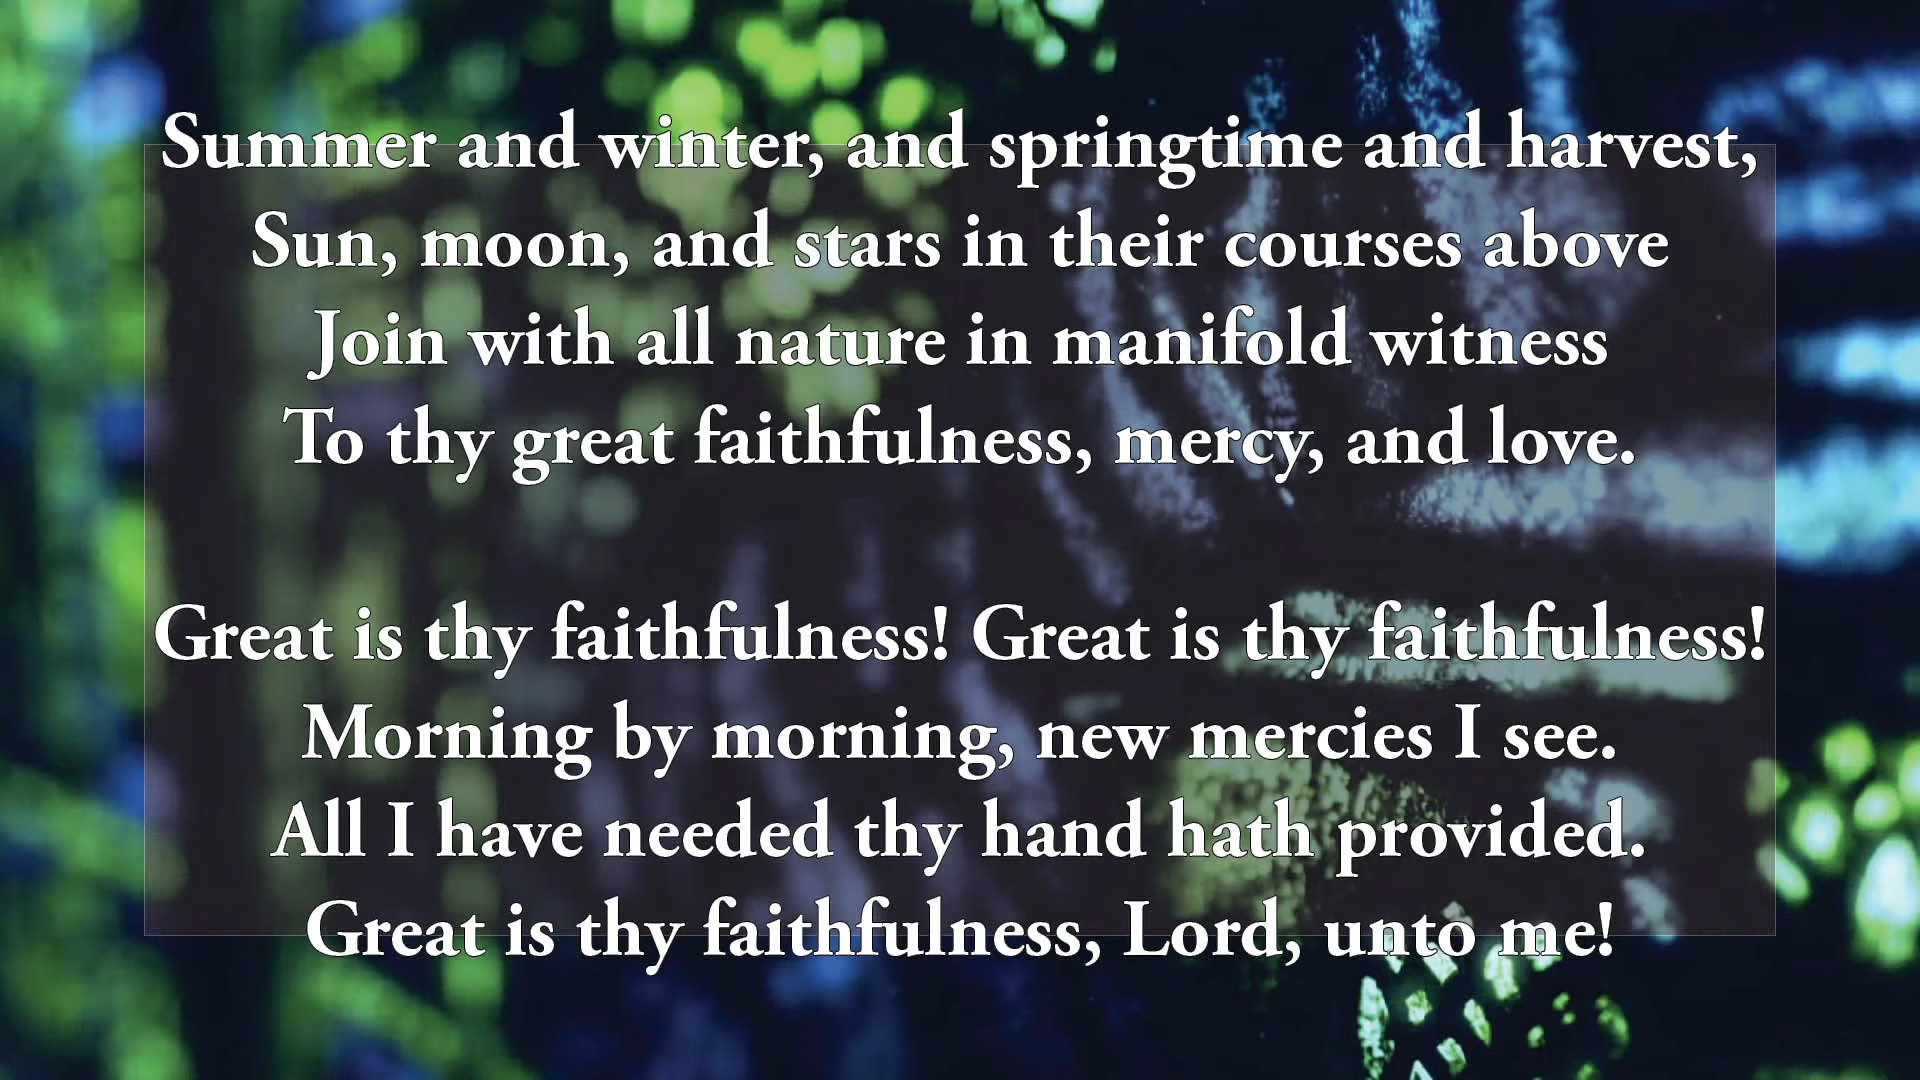 Summer and winter, and springtime and harvest,
Sun, moon, and stars in their courses above
Join with all nature in manifold witness
To thy great faithfulness, mercy, and love.
Great is thy faithfulness! Great is thy faithfulness!
Morning by morning, new mercies I see.
All I have needed thy hand hath provided.
Great is thy faithfulness, Lord, unto me!